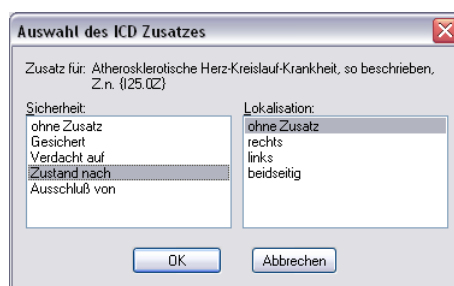 Auswahl des ICD Zusatzes
Zusatz für: Atherosklerotische Herz-Kreislauf-Krankheit, so beschrieben,
Z.n. {I25.0Z}
Sicherheit:
ohne Zusatz
Gesichert
Verdacht auf
Zustand nach
Ausschluß von
Lokalisation:
ohne Zusatz
rechts
links
beidseitig
OK
Abbrechen